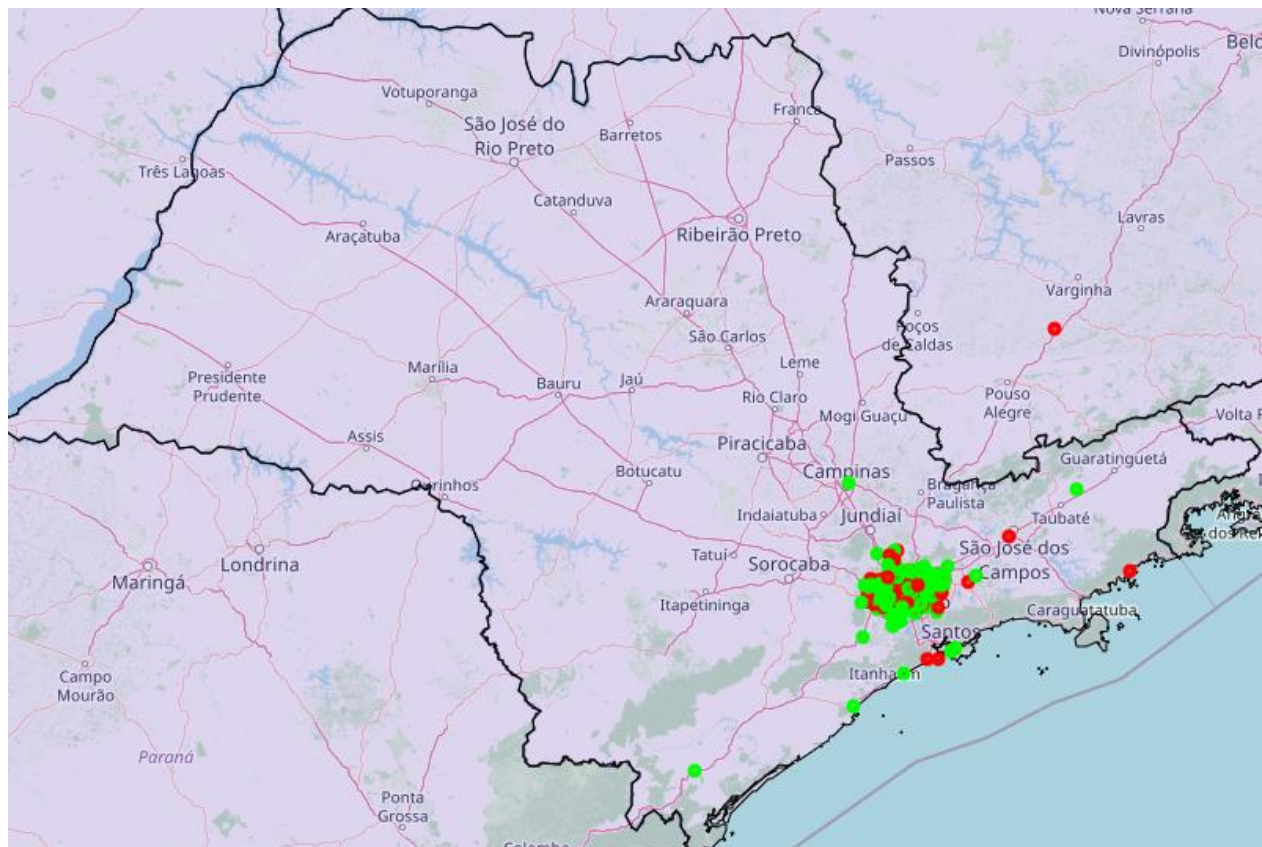 Nova Serrana
Divinópolis
Votuporanga
Franca
São José do
Rio Preto
Barretos
Passos
Três Lagoas
Catanduva
Lavras
Araçatuba
Ribeirão Preto
Varginha
Araraquara
Poços
de Caldas
São Carlos
Leme
Marília
Presidente
Prudente
Bauru
Jaú
Rio Claro
Pouso
Alegre
Mogi Guaçu
Volta
Assis
Piracicaba
Guaratinguetá
Botucatu
Campinas
Ourinhos
Bragança
Paulista
Indaiatuba
Jundiaí
Taubaté
Londrina
Tatuí
São José dos
Campos
Maringá
Sorocaba
Itapetininga
Caraguatatuba
Santos
Campo
Mourão
Itanhaém
Paraná
Ponta
Grossa